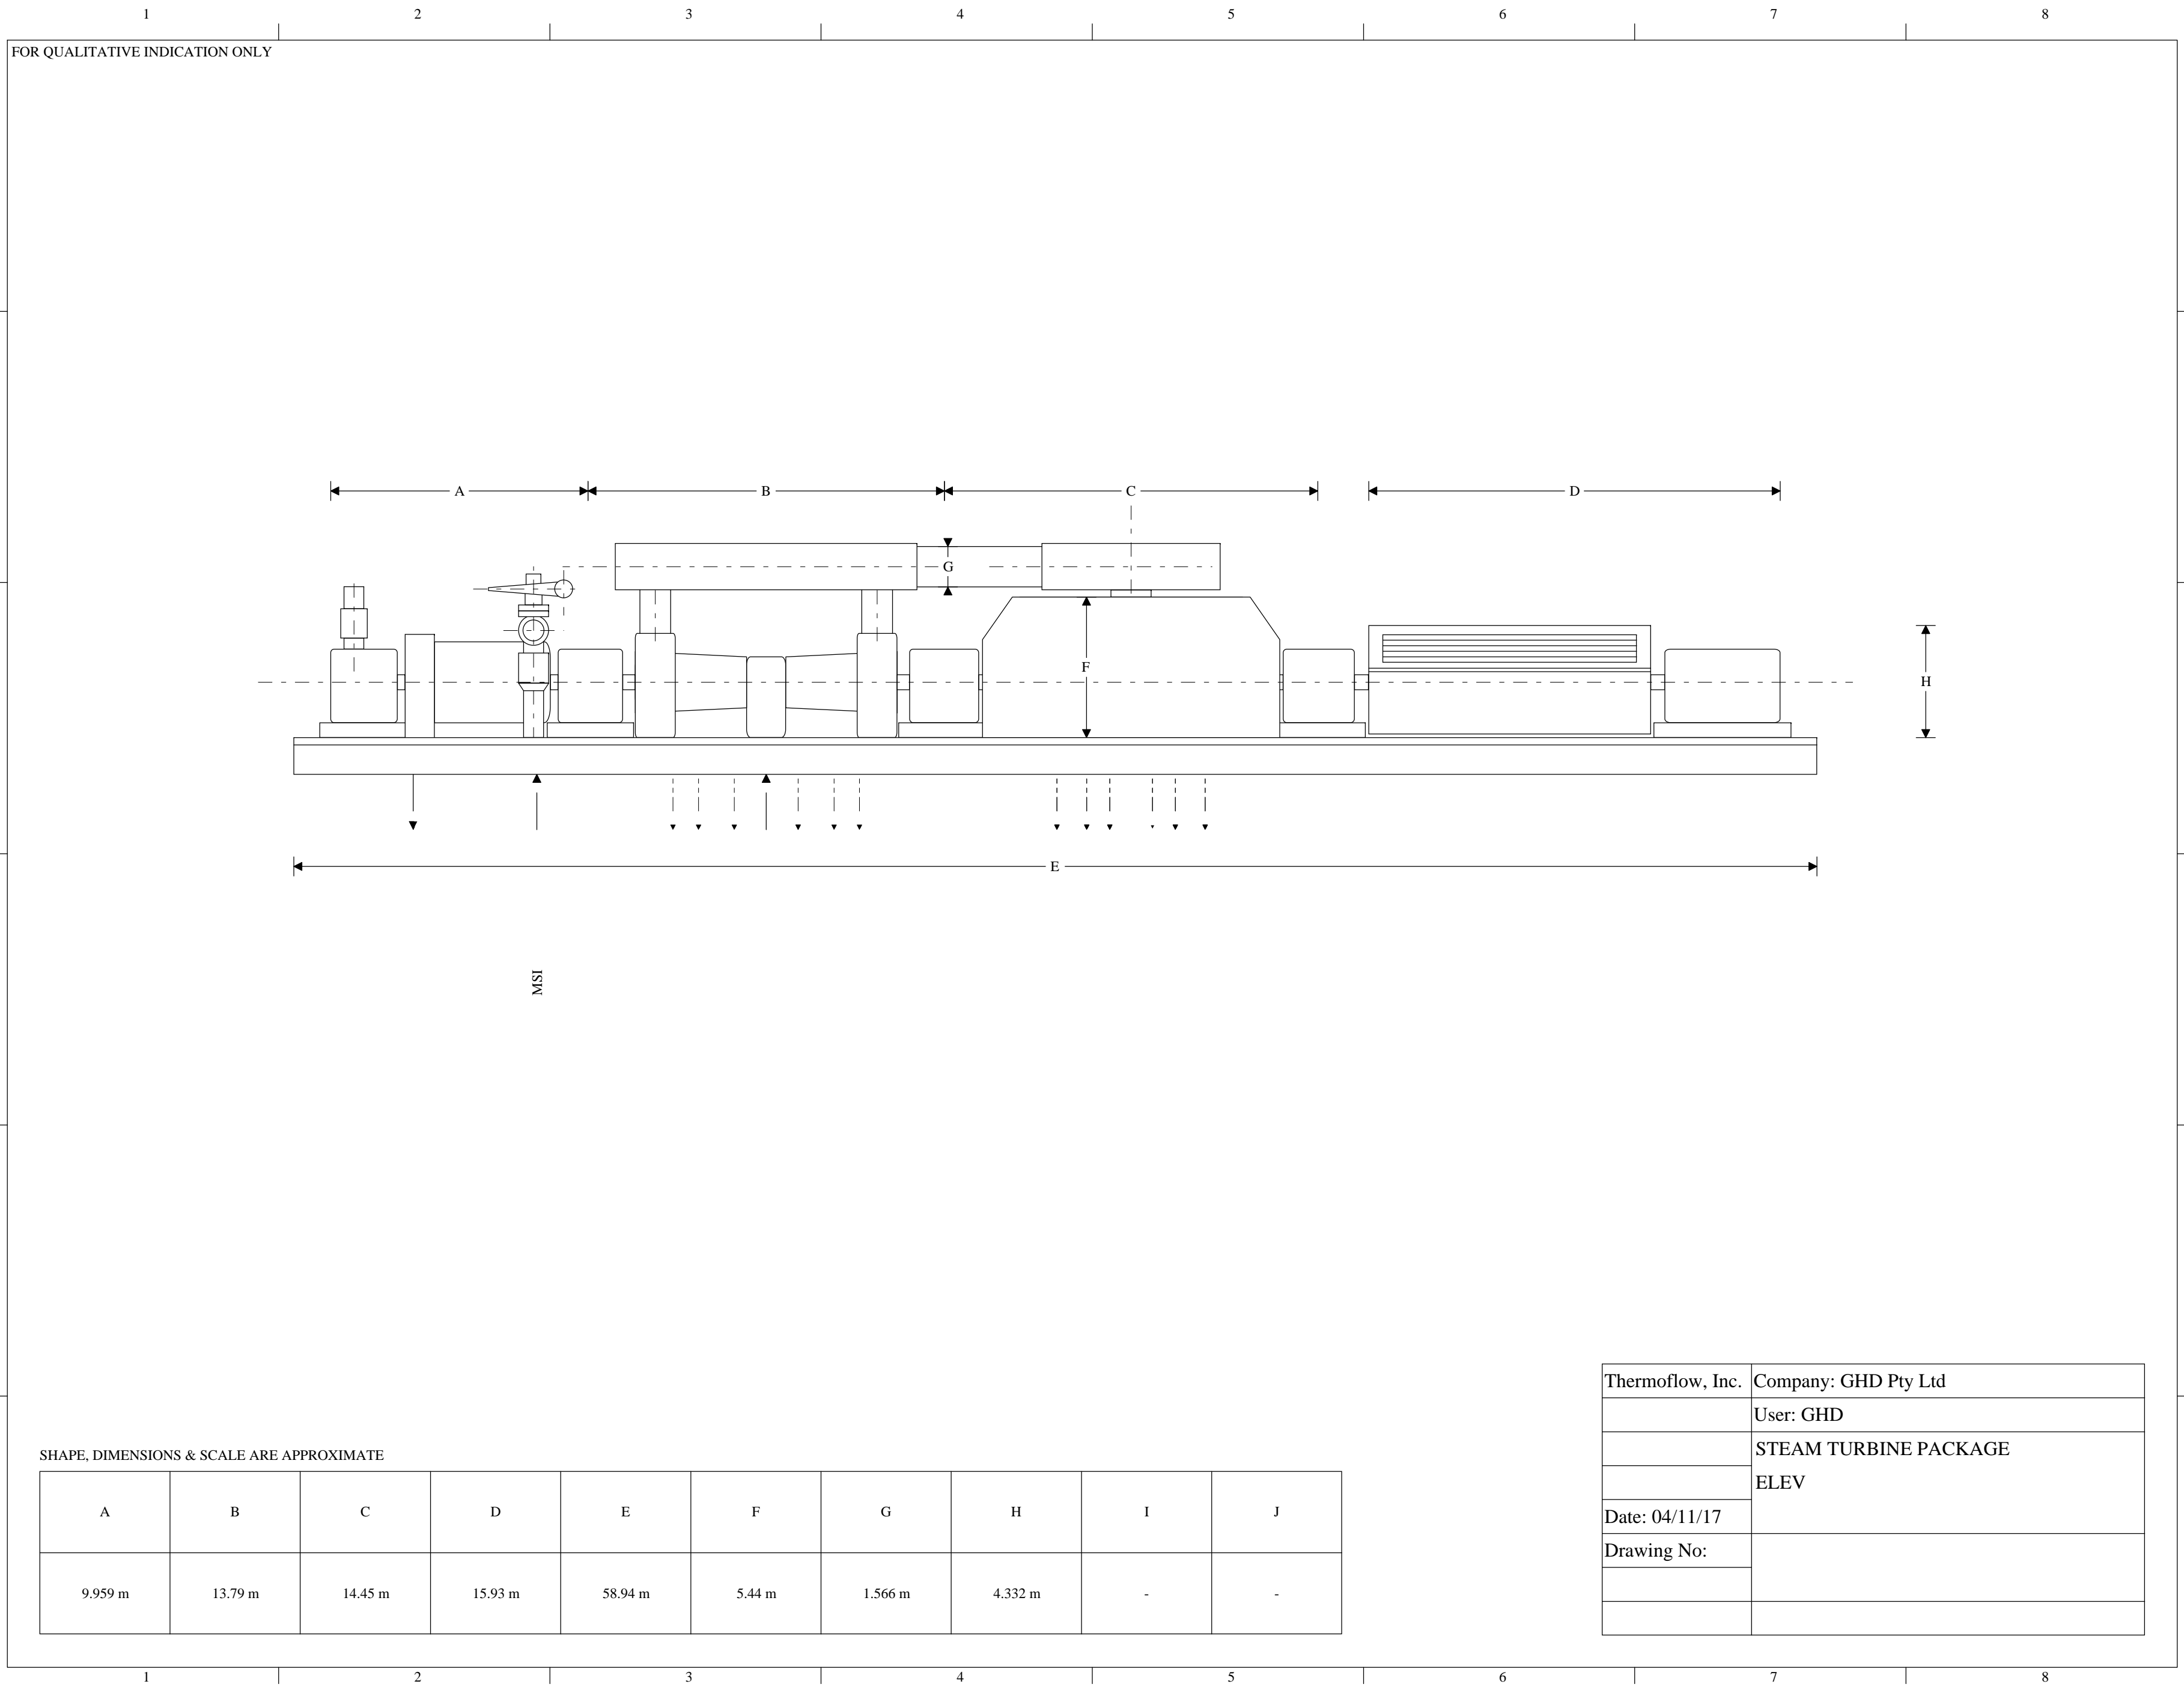 1 2 3 4 5 6 7 8
FOR QUALITATIVE INDICATION ONLY
A B C D
G
F
H
E
MSI
Thermoflow, Inc. Company: GHD Pty Ltd
User: GHD
STEAM TURBINE PACKAGE
ELEV
Date: 04/11/17
Drawing No:
SHAPE, DIMENSIONS & SCALE ARE APPROXIMATE
A B C D E F G H I J
9.959 m 13.79 m 14.45 m 15.93 m 58.94 m 5.44 m 1.566 m 4.332 m - -
1 2 3 4 5 6 7 8